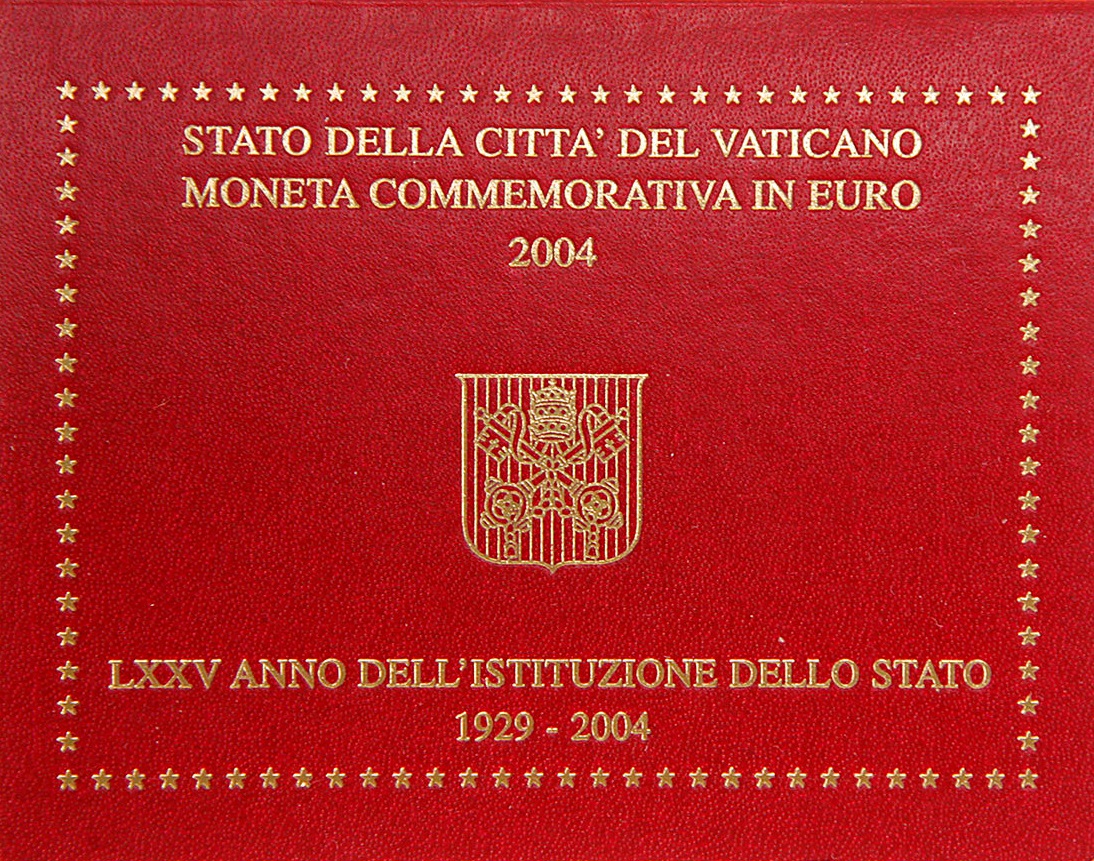 STATO DELLA CITTA' DEL VATICANO
MONETA COMMEMORATIVA IN EURO
2004
LXXV ANNO DELL'ISTITUZIONE DELLO STATO
1929 - 2004